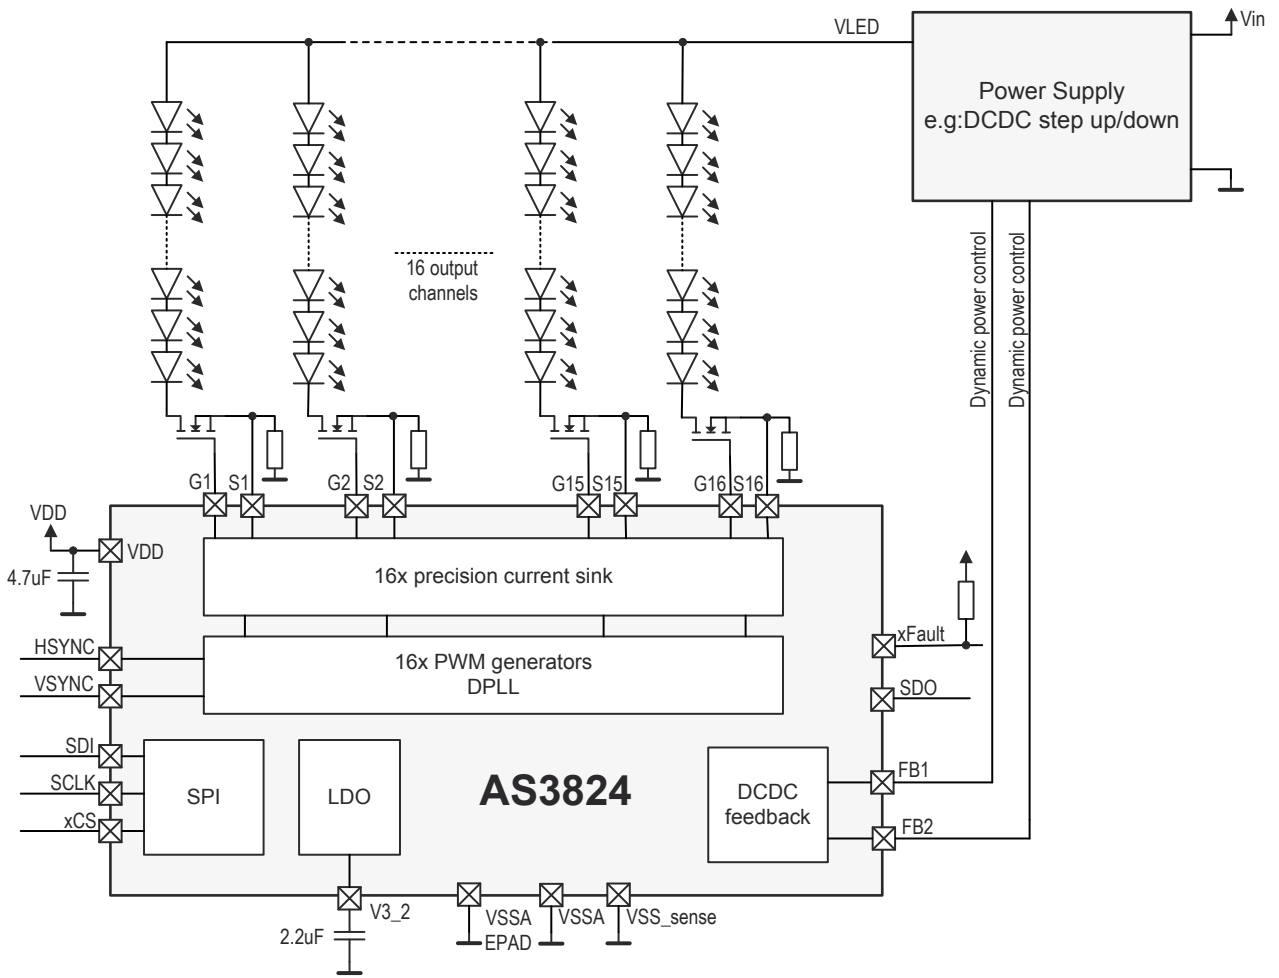 VLED
Vin
Power Supply
e.g:DCDC step up/down
16 output
channels
Dynamic power control
Dynamic power control
G1
S1
G2
S2
G15
S15
G16
S16
VDD
VDD
4.7uF
16x precision current sink
HSYNC
16x PWM generators
DPLL
VSYNC
xFault
SDO
SDI
SCLK
xCS
SPI
LDO
AS3824
DCDC
feedback
FB1
FB2
V3_2
2.2uF
VSSA
EPAD
VSSA
VSS_sense